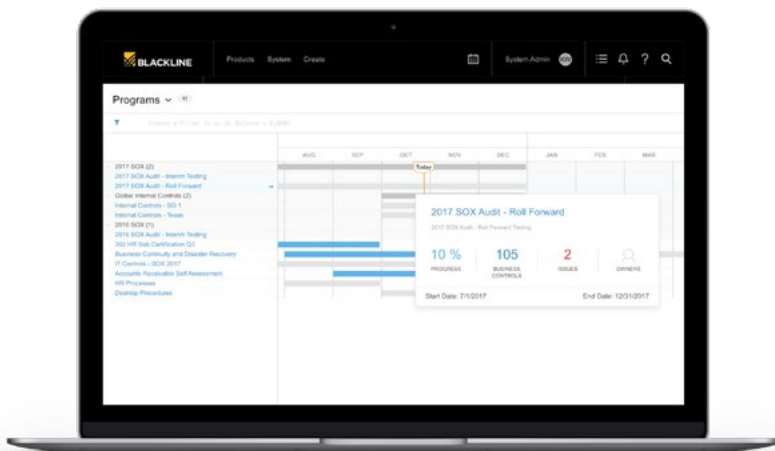 BLACKLINE
Products System Create
System Admin
?
Programs
AUG SEP OCT NOV DEC JAN FEB MAR
Today
2017 SOX (2)
2017 SOX Audit - Interim Testing
2017 SOX Audit - Roll Forward
Global Internal Controls (2)
Internal Controls - SG 1
Internal Controls - Texas
2016 SOX (1)
2016 SOX Audit - Interim Testing
302 HR Sub Certification Q3
Business Continuity and Disaster Recovery
IT Controls - SOX 2017
Accounts Receivable Self Assessment
HR Processes
Desktop Procedures
2017 SOX Audit - Roll Forward
2017 SOX Audit - Roll Forward Testing
10 % 105 2
PROGRESS BUSINESS CONTROLS ISSUES OWNERS
Start Date: 7/1/2017 End Date: 12/31/2017